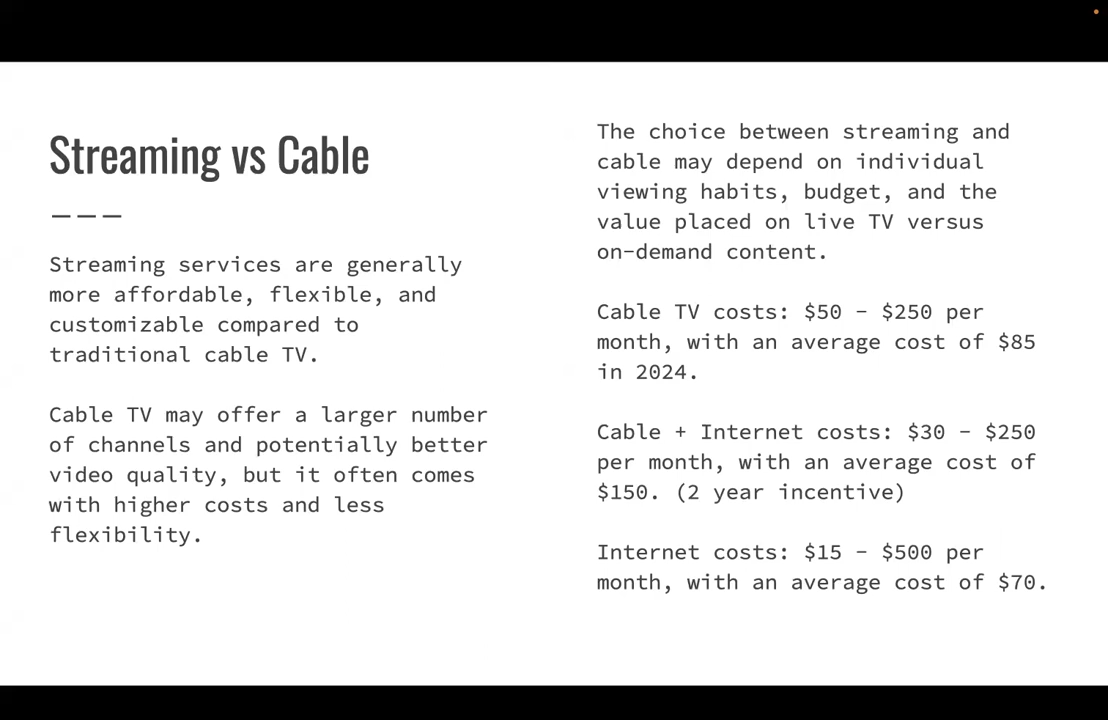 Streaming vs Cable
———
Streaming services are generally
more affordable, flexible, and
customizable compared to
traditional cable TV.
Cable TV may offer a larger number
of channels and potentially better
video quality, but it often comes
with higher costs and less
flexibility.
The choice between streaming and
cable may depend on individual
viewing habits, budget, and the
value placed on live TV versus
on-demand content.
Cable TV costs: $50 - $250 per
month, with an average cost of $85
in 2024.
Cable + Internet costs: $30 - $250
per month, with an average cost of
$150. (2 year incentive)
Internet costs: $15 - $500 per
month, with an average cost of $70.